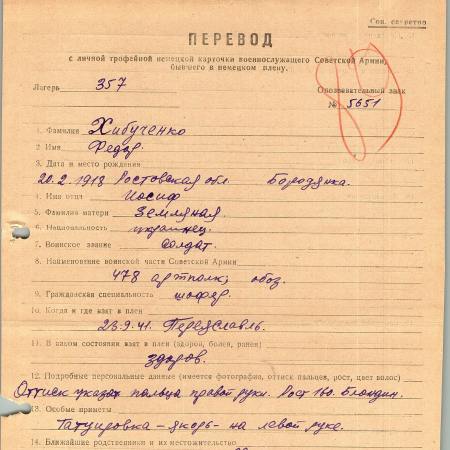 Сов. секретно
ПЕРЕВОД
с личной трофейной немецкой карточки военнослужащего Советской Армии,
бывшего в немецком плену.
Лагерь 357
Опознавательный знак
№ 5651
1. Фамилия Хибученко
2. Имя Федор.
3. Дата и место рождения
20.2.1918 Ростовская обл. Бородянка.
4. Имя отца Иосиф
5. Фамилия матери Земляная.
6. Национальность украинец.
7. Воинское звание Солдат.
8. Наименование воинской части Советской Армии
478 артполк; обоз.
9. Гражданская специальность шофер.
10. Когда и где взят в плен
23.9.41. Переяславль.
11. В каком состоянии взят в плен (здоров, болен, ранен)
здоров.
12. Подробные персональные данные (имеется фотография, оттиск пальцев, рост, цвет волос)
Оттиск указат. пальца правой руки. Рост 160. Блондин.
13. Особые приметы
Татуировка – якорь – на левой руке.
14. Ближайшие родственники и их местожительство